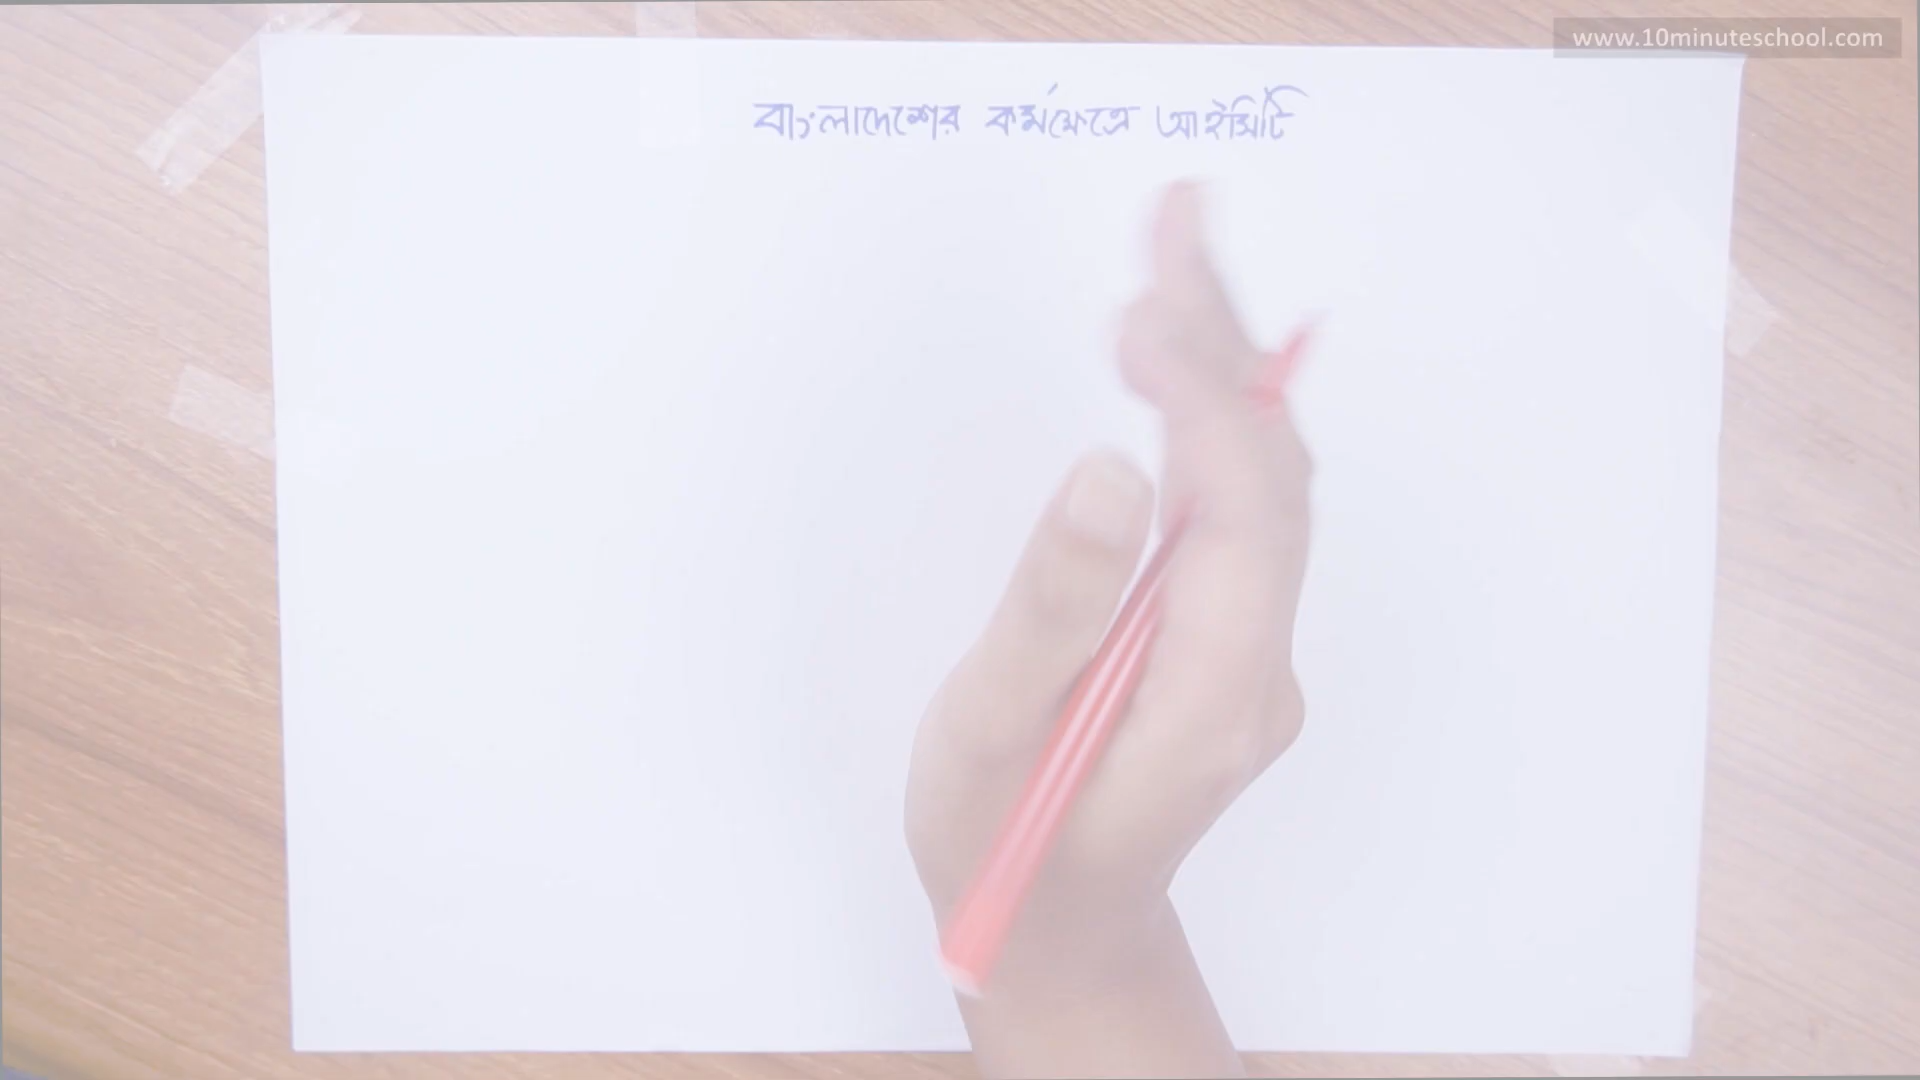 www.10minuteschool.com
বাংলাদেশের কর্মক্ষেত্রে আইসিটি